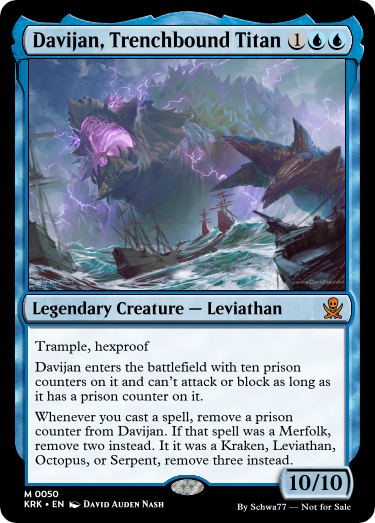 Davijan, Trenchbound Titan 1
Legendary Creature — Leviathan
Trample, hexproof
Davijan enters the battlefield with ten prison
counters on it and can't attack or block as long as
it has a prison counter on it.
Whenever you cast a spell, remove a prison
counter from Davijan. If that spell was a Merfolk,
remove two instead. It it was a Kraken, Leviathan,
Octopus, or Serpent, remove three instead.
10/10
M 0050
KRK • EN DAVID AUDEN NASH
By Schwa77 — Not for Sale